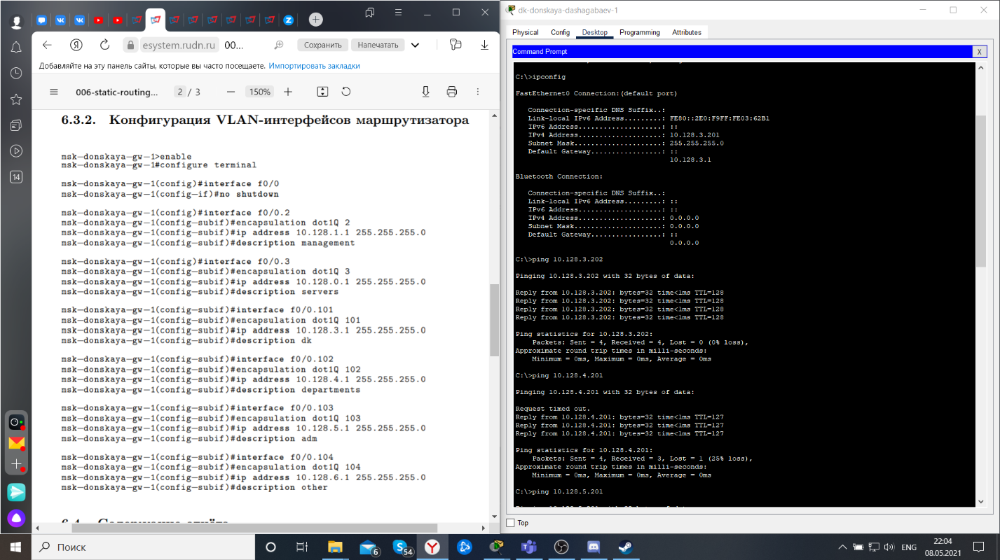 esystem.rudn.ru
00...
Сохранить
Напечатать
Добавляйте на эту панель сайты, которые вы часто посещаете. Импортировать закладки
006-static-routing...
2 / 3
150%
14
6.3.2. Конфигурация VLAN-интерфейсов маршрутизатора
msk-donskaya-gw-1>enable
msk-donskaya-gw-1#configure terminal
msk-donskaya-gw-1(config)#interface f0/0
msk-donskaya-gw-1(config-if)#no shutdown
msk-donskaya-gw-1(config)#interface f0/0.2
msk-donskaya-gw-1(config-subif)#encapsulation dot1Q 2
msk-donskaya-gw-1(config-subif)#ip address 10.128.1.1 255.255.255.0
msk-donskaya-gw-1(config-subif)#description management
msk-donskaya-gw-1(config)#interface f0/0.3
msk-donskaya-gw-1(config-subif)#encapsulation dot1Q 3
msk-donskaya-gw-1(config-subif)#ip address 10.128.0.1 255.255.255.0
msk-donskaya-gw-1(config-subif)#description servers
msk-donskaya-gw-1(config-subif)#interface f0/0.101
msk-donskaya-gw-1(config-subif)#encapsulation dot1Q 101
msk-donskaya-gw-1(config-subif)#ip address 10.128.3.1 255.255.255.0
msk-donskaya-gw-1(config-subif)#description dk
msk-donskaya-gw-1(config-subif)#interface f0/0.102
msk-donskaya-gw-1(config-subif)#encapsulation dot1Q 102
msk-donskaya-gw-1(config-subif)#ip address 10.128.4.1 255.255.255.0
msk-donskaya-gw-1(config-subif)#description departments
msk-donskaya-gw-1(config-subif)#interface f0/0.103
msk-donskaya-gw-1(config-subif)#encapsulation dot1Q 103
msk-donskaya-gw-1(config-subif)#ip address 10.128.5.1 255.255.255.0
msk-donskaya-gw-1(config-subif)#description adm
msk-donskaya-gw-1(config-subif)#interface f0/0.104
msk-donskaya-gw-1(config-subif)#encapsulation dot1Q 104
msk-donskaya-gw-1(config-subif)#ip address 10.128.6.1 255.255.255.0
msk-donskaya-gw-1(config-subif)#description other
dk-donskaya-dashagabaev-1
Physical Config Desktop Programming Attributes
Command Prompt
X
C:\>ipconfig
FastEthernet0 Connection:(default port)
Connection-specific DNS Suffix..:
Link-local IPv6 Address.........: FE80::2E0:F9FF:FE03:62B1
IPv6 Address....................: ::
IPv4 Address....................: 10.128.3.201
Subnet Mask.....................: 255.255.255.0
Default Gateway.................: ::
10.128.3.1
Bluetooth Connection:
Connection-specific DNS Suffix..:
Link-local IPv6 Address.........: ::
IPv6 Address....................: ::
IPv4 Address....................: 0.0.0.0
Subnet Mask.....................: 0.0.0.0
Default Gateway.................: ::
0.0.0.0
C:\>ping 10.128.3.202
Pinging 10.128.3.202 with 32 bytes of data:
Reply from 10.128.3.202: bytes=32 time<1ms TTL=128
Reply from 10.128.3.202: bytes=32 time<1ms TTL=128
Reply from 10.128.3.202: bytes=32 time<1ms TTL=128
Reply from 10.128.3.202: bytes=32 time<1ms TTL=128
Ping statistics for 10.128.3.202:
Packets: Sent = 4, Received = 4, Lost = 0 (0% loss),
Approximate round trip times in milli-seconds:
Minimum = 0ms, Maximum = 0ms, Average = 0ms
C:\>ping 10.128.4.201
Pinging 10.128.4.201 with 32 bytes of data:
Request timed out.
Reply from 10.128.4.201: bytes=32 time<1ms TTL=127
Reply from 10.128.4.201: bytes=32 time<1ms TTL=127
Reply from 10.128.4.201: bytes=32 time<1ms TTL=127
Ping statistics for 10.128.4.201:
Packets: Sent = 4, Received = 3, Lost = 1 (25% loss),
Approximate round trip times in milli-seconds:
Minimum = 0ms, Maximum = 0ms, Average = 0ms
C:\>ping 10.128.5.201
Top
Поиск
6
54
ENG
22:04
08.05.2021